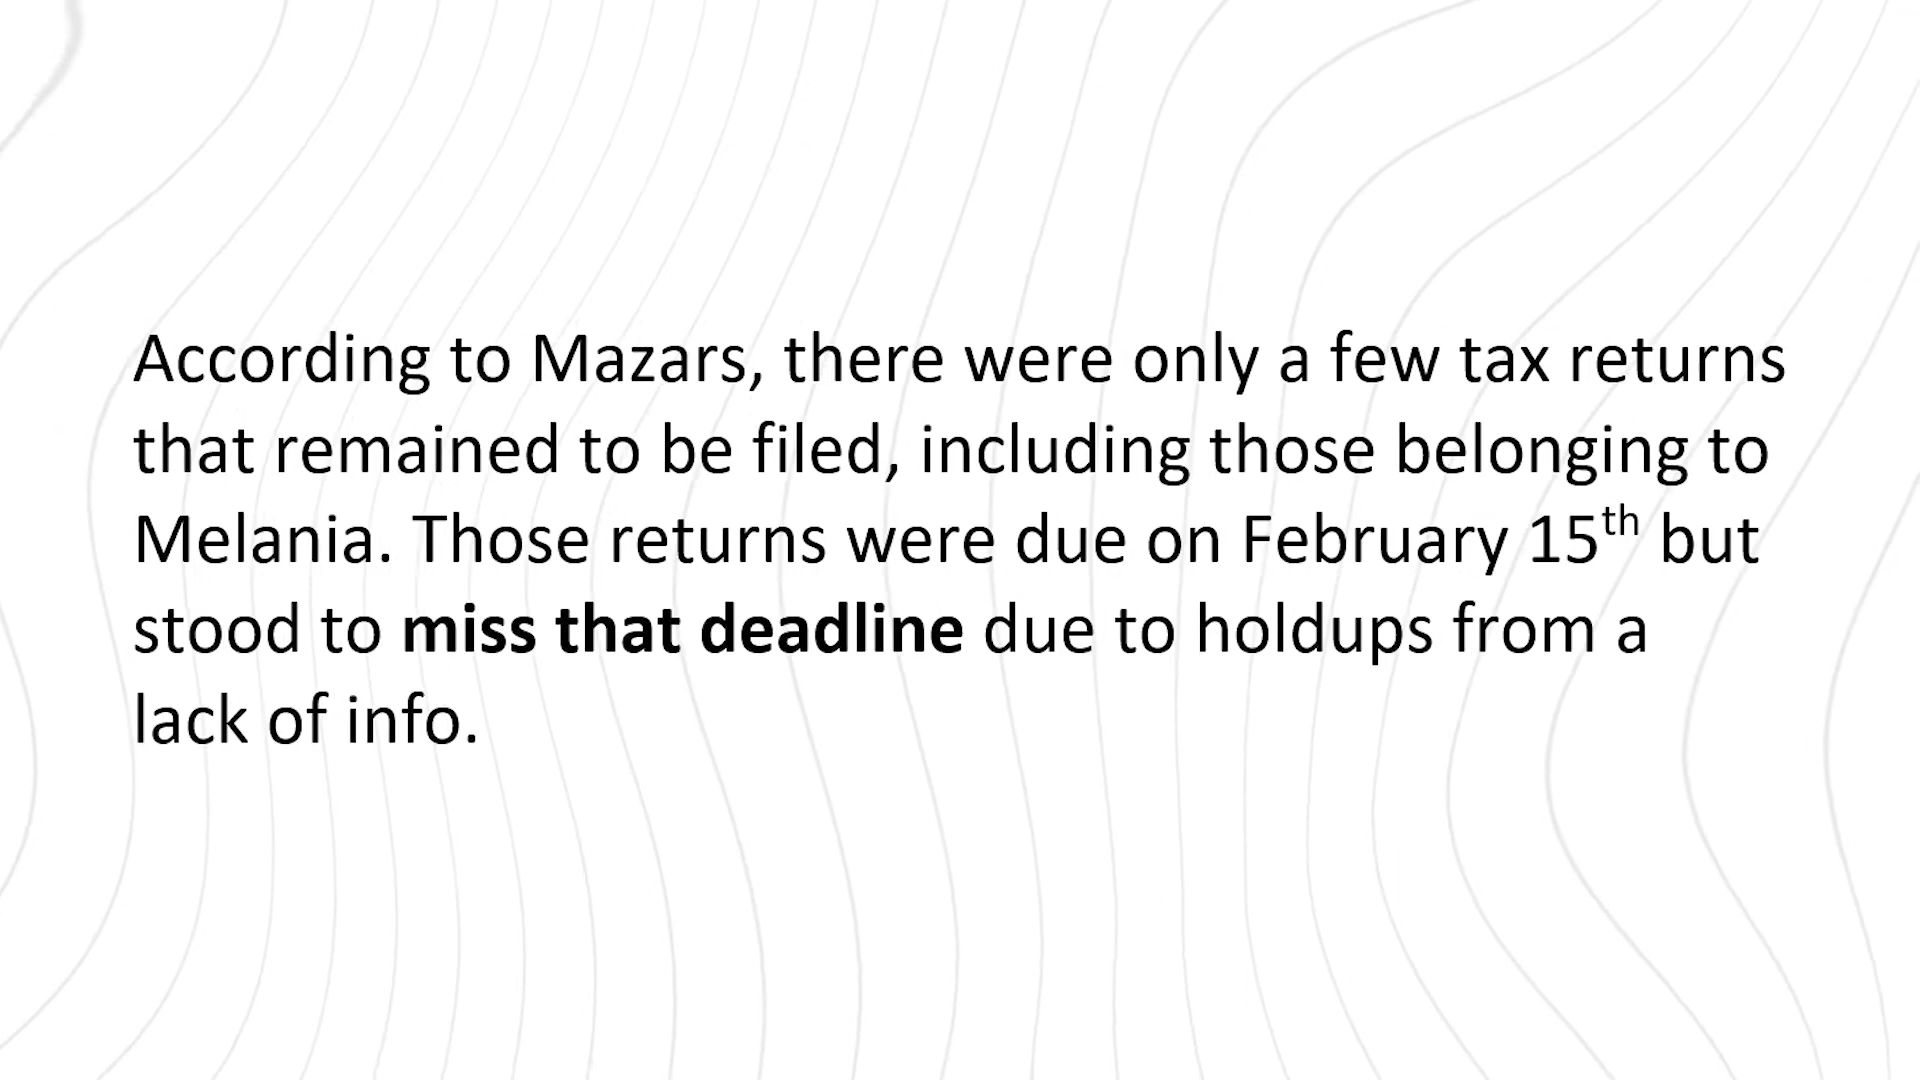 According to Mazars, there were only a few tax returns
that remained to be filed, including those belonging to
Melania. Those returns were due on February 15th but
stood to miss that deadline due to holdups from a
lack of info.